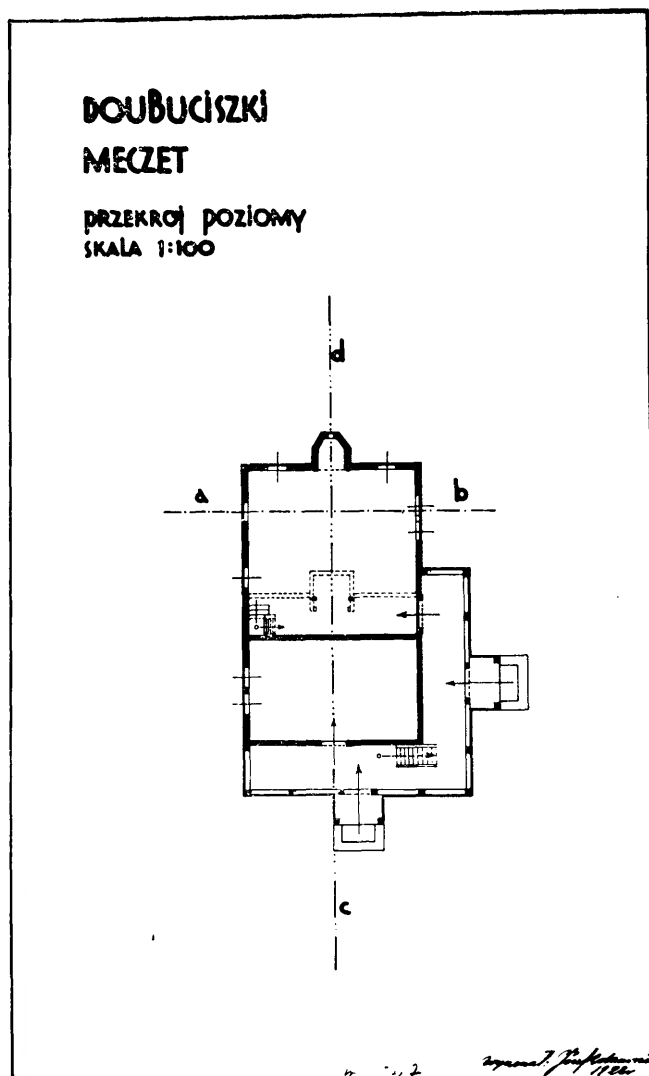 DOUBUCISZKI
MECZET
PRZEKRÓJ POZIOMY
SKALA 1:100
d
a
b
c